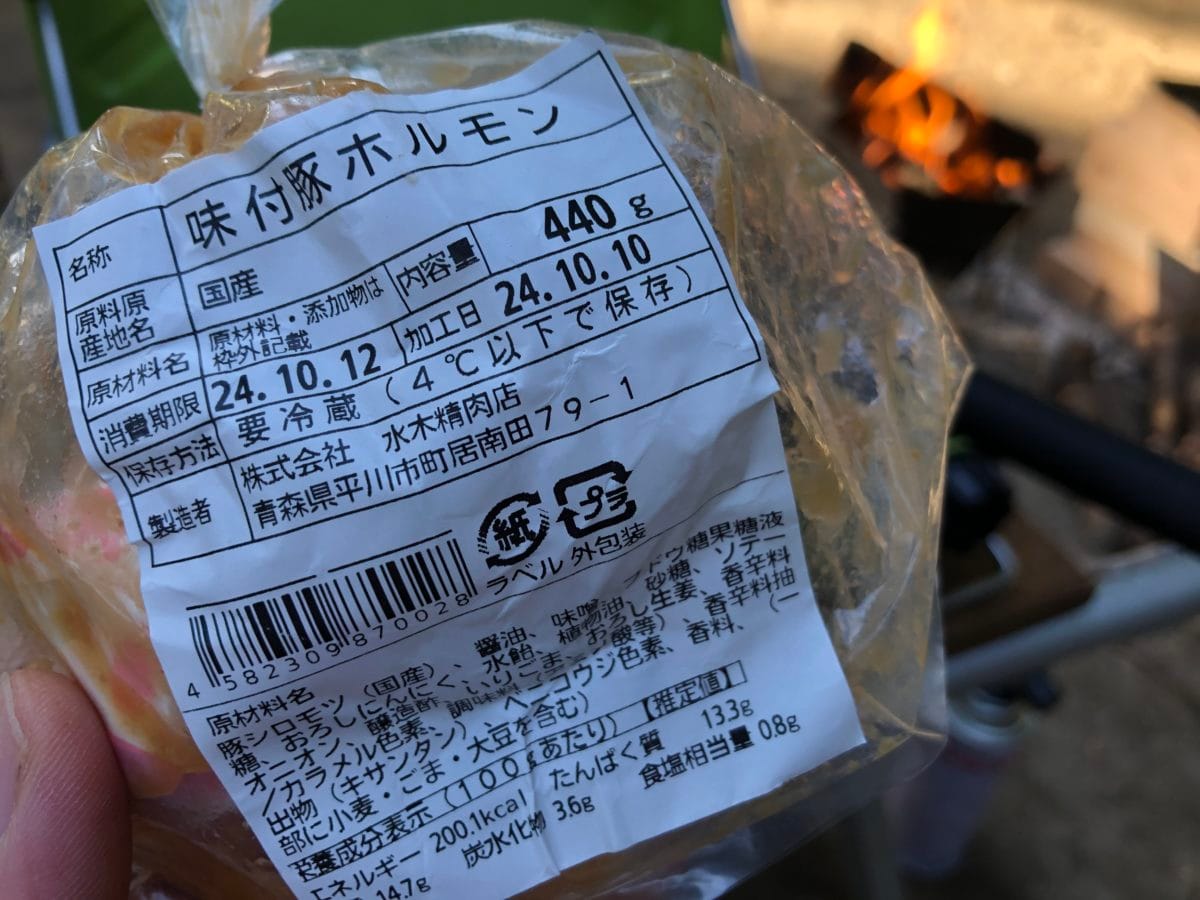 名称 味付豚ホルモン
原料原産地名 国産 内容量 440 g
原材料名 原材料・添加物は枠外記載 加工日 24.10.10
消費期限 24.10.12
保存方法 要冷蔵(4℃以下で保存)
製造者 株式会社 水木精肉店
青森県平川市町居南田79-1
紙 プラ
ラベル 外包装
4582309870028
原材料名
豚シロモツ(国産)、醤油、味噌、ブドウ糖果糖液
糖、おろしにんにく、水飴、植物油、砂糖、ソテー
オニオン、醸造酢、いりごま、おろし生姜、香辛料
/カラメル色素、調味料 酸等)、香辛料抽
出物、ベニコウジ色素、香料、(一
部に小麦・ごま・大豆を含む)
栄養成分表示(100gあたり)【推定値】
エネルギー 200.1kcal たんぱく質 13.3g
14.7g 炭水化物 3.6g 食塩相当量 0.8g